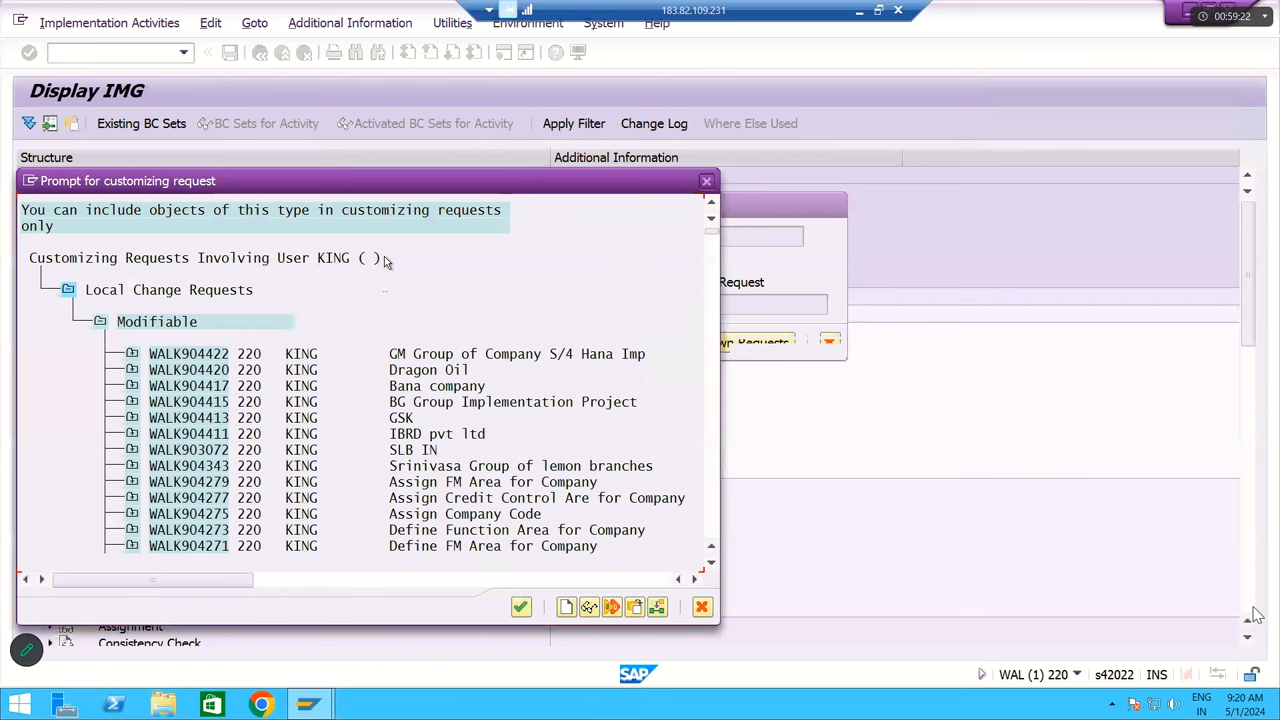 183.82.109.231
00:59:22
Implementation Activities Edit Goto Additional Information Utilities Environment System Help
Display IMG
Existing BC Sets BC Sets for Activity Activated BC Sets for Activity Apply Filter Change Log Where Else Used
Structure Additional Information
Prompt for customizing request
You can include objects of this type in customizing requests
only
Customizing Requests Involving User KING ( )
Local Change Requests
Modifiable
WALK904422 220 KING GM Group of Company S/4 Hana Imp
WALK904420 220 KING Dragon Oil
WALK904417 220 KING Bana company
WALK904415 220 KING BG Group Implementation Project
WALK904413 220 KING GSK
WALK904411 220 KING IBRD pvt ltd
WALK903072 220 KING SLB IN
WALK904343 220 KING Srinivasa Group of lemon branches
WALK904279 220 KING Assign FM Area for Company
WALK904277 220 KING Assign Credit Control Are for Company
WALK904275 220 KING Assign Company Code
WALK904273 220 KING Define Function Area for Company
WALK904271 220 KING Define FM Area for Company
Request
wn Requests
Assignment
Consistency Check
SAP
WAL (1) 220 s42022 INS
ENG 9:20 AM
IN 5/1/2024